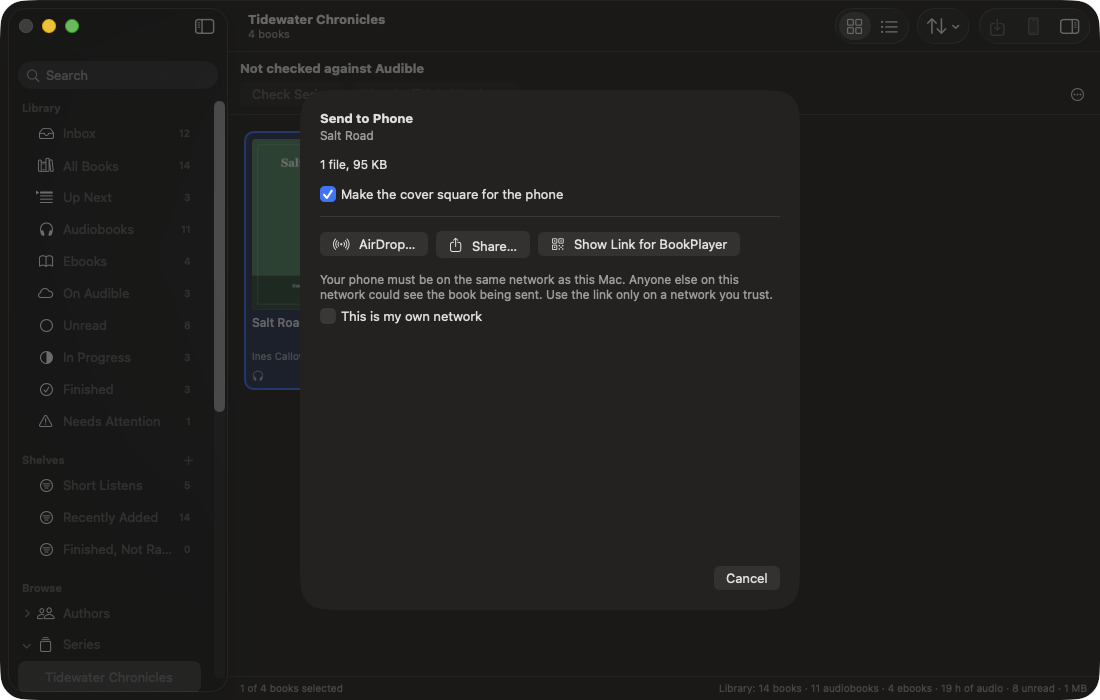 Tidewater Chronicles
4 books
Search
Not checked against Audible
Library
Inbox 12
All Books 14
Up Next 3
Audiobooks 11
Ebooks 4
On Audible 3
Unread 8
In Progress 3
Finished 3
Needs Attention 1
Shelves
Short Listens 5
Recently Added 14
Finished, Not Ra... 0
Browse
Authors
Series
Tidewater Chronicles
Check
Salt
Ines
Send to Phone
Salt Road
1 file, 95 KB
Make the cover square for the phone
AirDrop... Share... Show Link for BookPlayer
Your phone must be on the same network as this Mac. Anyone else on this
network could see the book being sent. Use the link only on a network you trust.
This is my own network
Cancel
1 of 4 books selected
Library: 14 books · 11 audiobooks · 4 ebooks · 19 h of audio · 8 unread · 1 MB